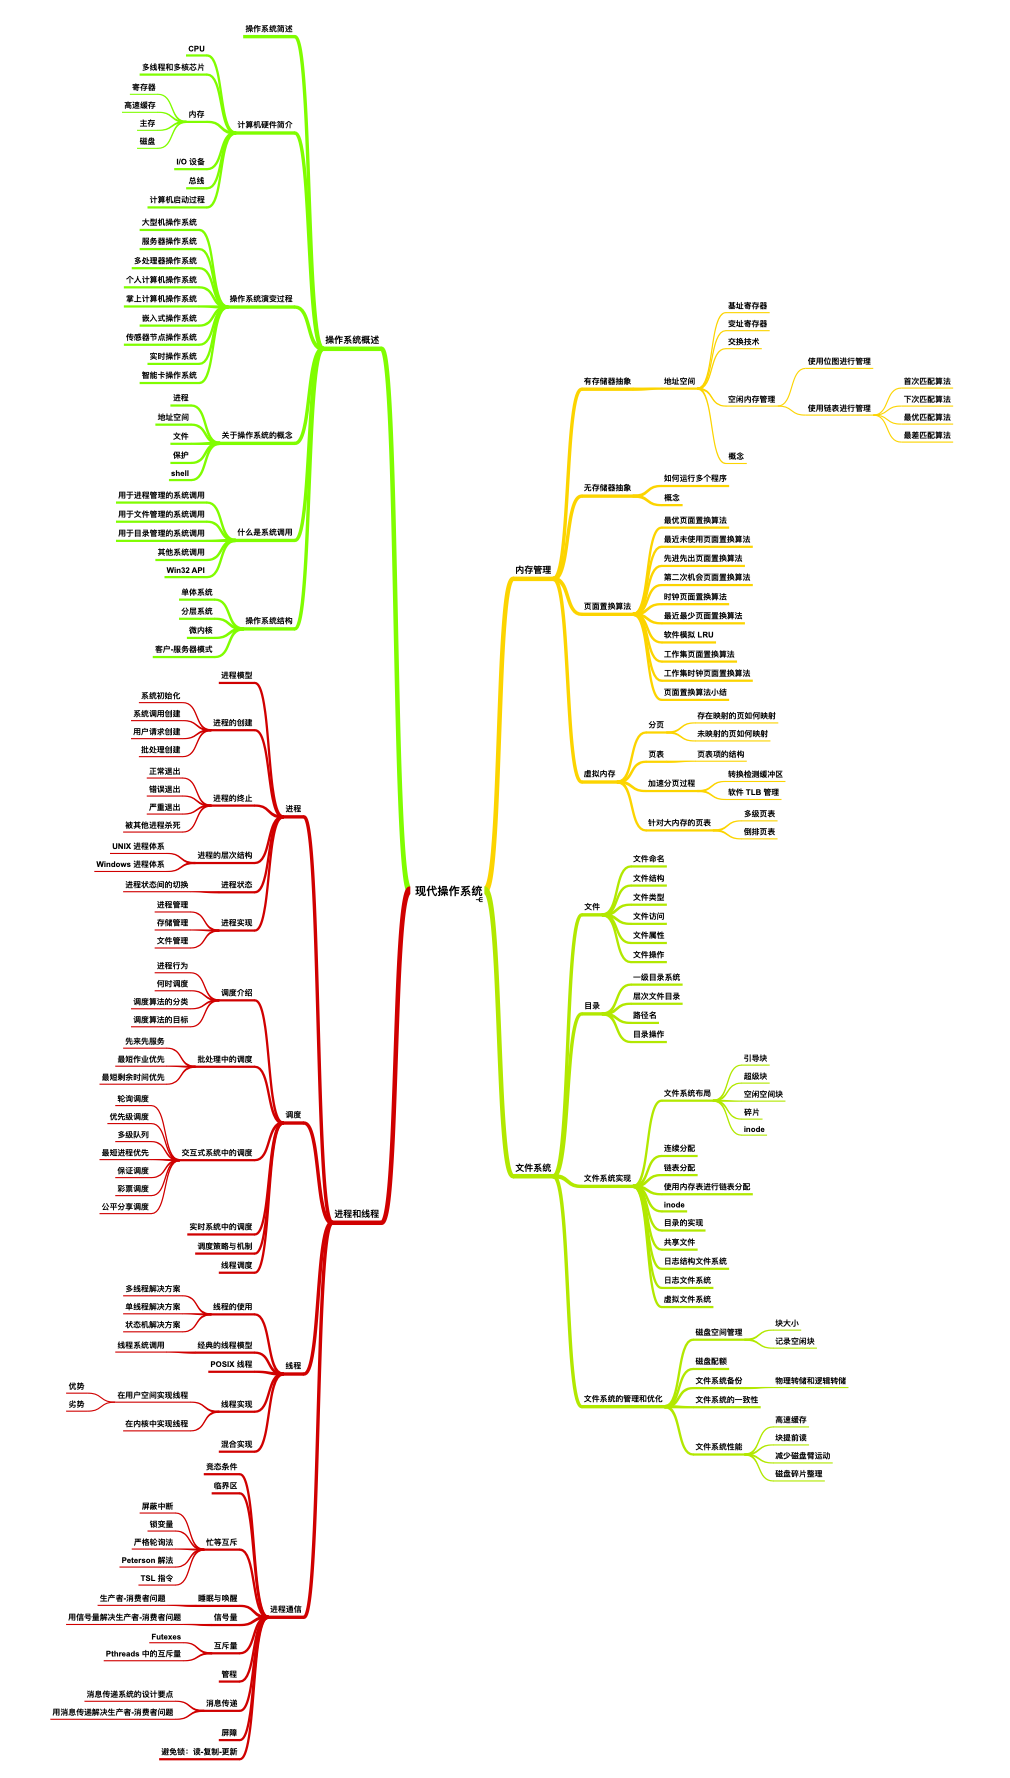 现代操作系统
操作系统概述
操作系统简述
计算机硬件简介
CPU
多线程和多核芯片
内存
寄存器
高速缓存
主存
磁盘
I/O 设备
总线
计算机启动过程
操作系统演变过程
大型机操作系统
服务器操作系统
多处理器操作系统
个人计算机操作系统
掌上计算机操作系统
嵌入式操作系统
传感器节点操作系统
实时操作系统
智能卡操作系统
关于操作系统的概念
进程
地址空间
文件
保护
shell
什么是系统调用
用于进程管理的系统调用
用于文件管理的系统调用
用于目录管理的系统调用
其他系统调用
Win32 API
操作系统结构
单体系统
分层系统
微内核
客户-服务器模式
进程和线程
进程
进程模型
进程的创建
系统初始化
系统调用创建
用户请求创建
批处理创建
进程的终止
正常退出
错误退出
严重退出
被其他进程杀死
进程的层次结构
UNIX 进程体系
Windows 进程体系
进程状态
进程状态间的切换
进程实现
进程管理
存储管理
文件管理
调度
调度介绍
进程行为
何时调度
调度算法的分类
调度算法的目标
批处理中的调度
先来先服务
最短作业优先
最短剩余时间优先
交互式系统中的调度
轮询调度
优先级调度
多级队列
最短进程优先
保证调度
彩票调度
公平分享调度
实时系统中的调度
调度策略与机制
线程调度
线程
线程的使用
多线程解决方案
单线程解决方案
状态机解决方案
经典的线程模型
线程系统调用
POSIX 线程
线程实现
在用户空间实现线程
优势
劣势
在内核中实现线程
混合实现
进程通信
竞态条件
临界区
忙等互斥
屏蔽中断
锁变量
严格轮询法
Peterson 解法
TSL 指令
睡眠与唤醒
生产者-消费者问题
信号量
用信号量解决生产者-消费者问题
互斥量
Futexes
Pthreads 中的互斥量
管程
消息传递
消息传递系统的设计要点
用消息传递解决生产者-消费者问题
屏障
避免锁：读-复制-更新
内存管理
有存储器抽象
地址空间
基址寄存器
变址寄存器
交换技术
空闲内存管理
使用位图进行管理
使用链表进行管理
首次匹配算法
下次匹配算法
最优匹配算法
最差匹配算法
概念
无存储器抽象
如何运行多个程序
概念
页面置换算法
最优页面置换算法
最近未使用页面置换算法
先进先出页面置换算法
第二次机会页面置换算法
时钟页面置换算法
最近最少页面置换算法
软件模拟 LRU
工作集页面置换算法
工作集时钟页面置换算法
页面置换算法小结
虚拟内存
分页
存在映射的页如何映射
未映射的页如何映射
页表
页表项的结构
加速分页过程
转换检测缓冲区
软件 TLB 管理
针对大内存的页表
多级页表
倒排页表
文件系统
文件
文件命名
文件结构
文件类型
文件访问
文件属性
文件操作
目录
一级目录系统
层次文件目录
路径名
目录操作
文件系统实现
文件系统布局
引导块
超级块
空闲空间块
碎片
inode
连续分配
链表分配
使用内存表进行链表分配
inode
目录的实现
共享文件
日志结构文件系统
日志文件系统
虚拟文件系统
文件系统的管理和优化
磁盘空间管理
块大小
记录空闲块
磁盘配额
文件系统备份
物理转储和逻辑转储
文件系统的一致性
文件系统性能
高速缓存
块提前读
减少磁盘臂运动
磁盘碎片整理